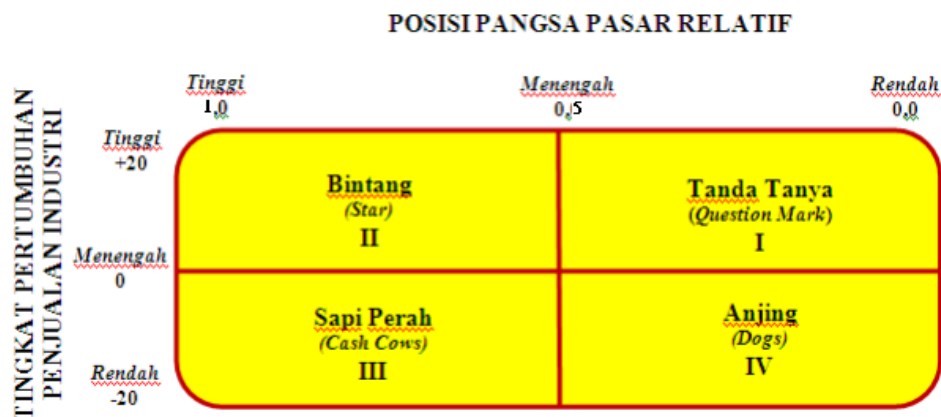 POSISI PANGSA PASAR RELATIF
Tinggi
1,0
Menengah
0,5
Rendah
0,0
TINGKAT PERTUMBUHAN
PENJUALAN INDUSTRI
Tinggi
+20
Menengah
0
Rendah
-20
Bintang
(Star)
II
Tanda Tanya
(Question Mark)
I
Sapi Perah
(Cash Cows)
III
Anjing
(Dogs)
IV